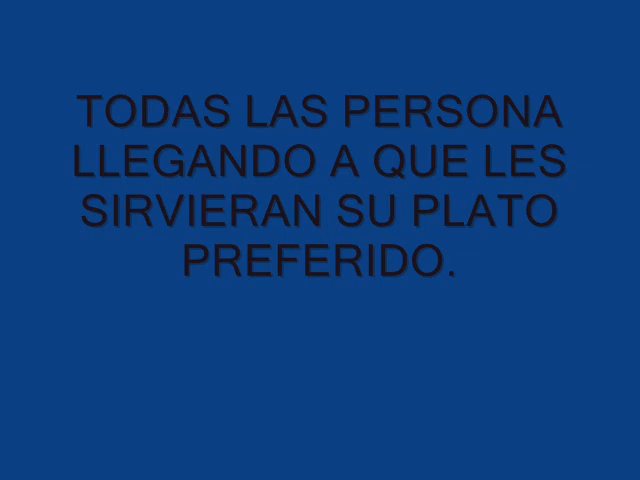 TODAS LAS PERSONA
LLEGANDO A QUE LES
SIRVIERAN SU PLATO
PREFERIDO.